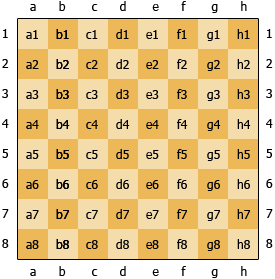 a b c d e f g h
1 a1 b1 c1 d1 e1 f1 g1 h1 1
2 a2 b2 c2 d2 e2 f2 g2 h2 2
3 a3 b3 c3 d3 e3 f3 g3 h3 3
4 a4 b4 c4 d4 e4 f4 g4 h4 4
5 a5 b5 c5 d5 e5 f5 g5 h5 5
6 a6 b6 c6 d6 e6 f6 g6 h6 6
7 a7 b7 c7 d7 e7 f7 g7 h7 7
8 a8 b8 c8 d8 e8 f8 g8 h8 8
a b c d e f g h